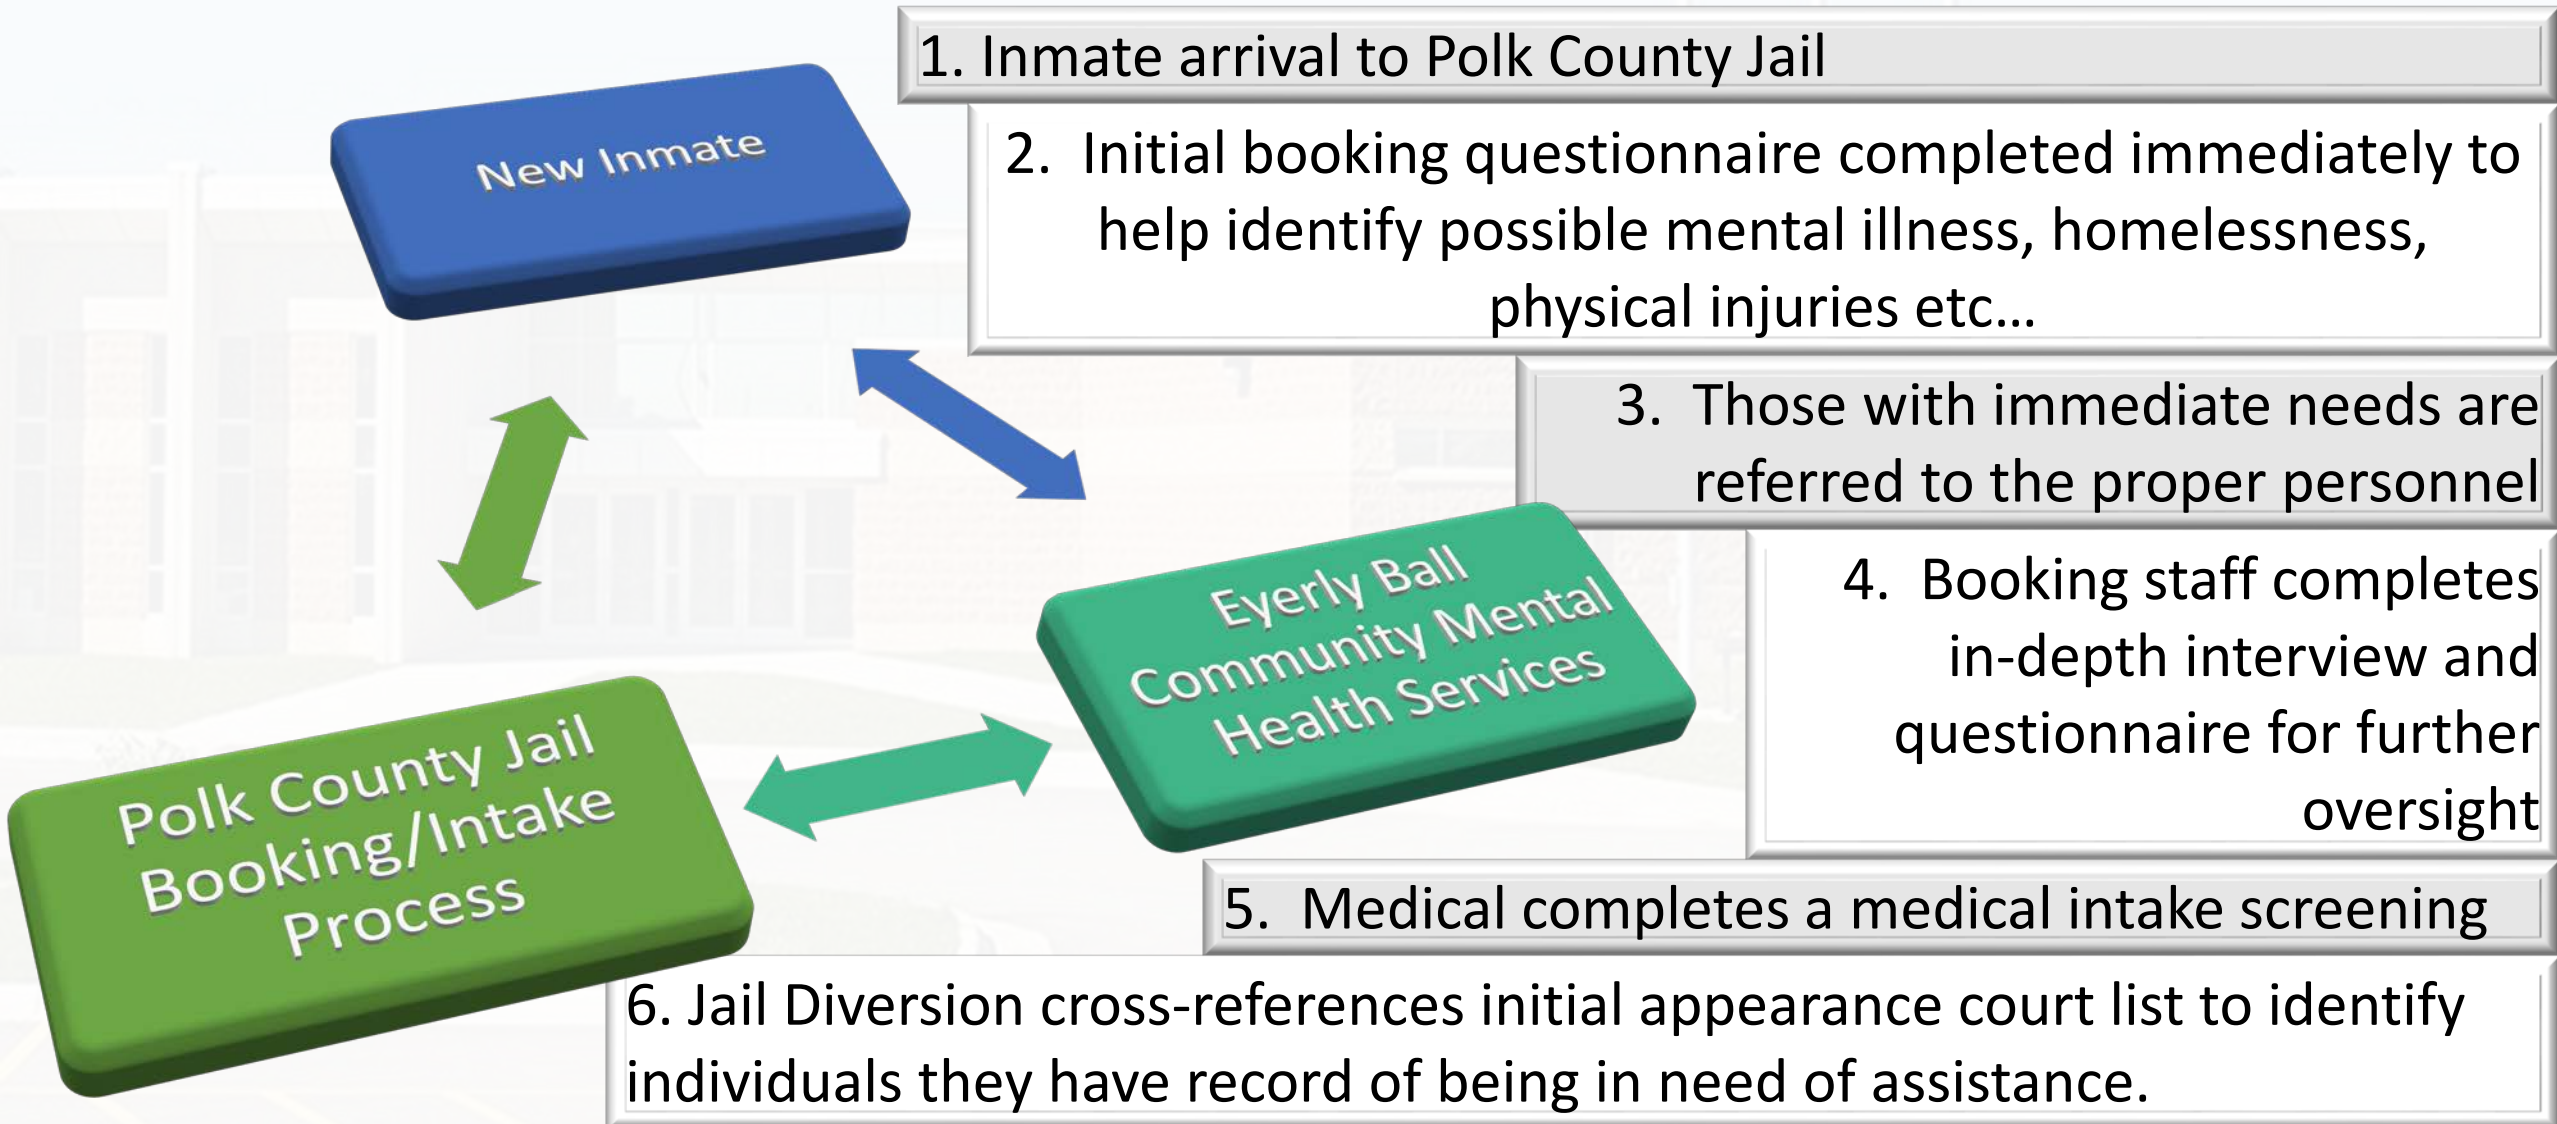 1. Inmate arrival to Polk County Jail
New Inmate
2. Initial booking questionnaire completed immediately to
help identify possible mental illness, homelessness,
physical injuries etc…
3. Those with immediate needs are
referred to the proper personnel
Eyerly Ball
Community Mental
Health Services
4. Booking staff completes
in-depth interview and
questionnaire for further
oversight
Polk County Jail
Booking/Intake
Process
5. Medical completes a medical intake screening
6. Jail Diversion cross-references initial appearance court list to identify
individuals they have record of being in need of assistance.